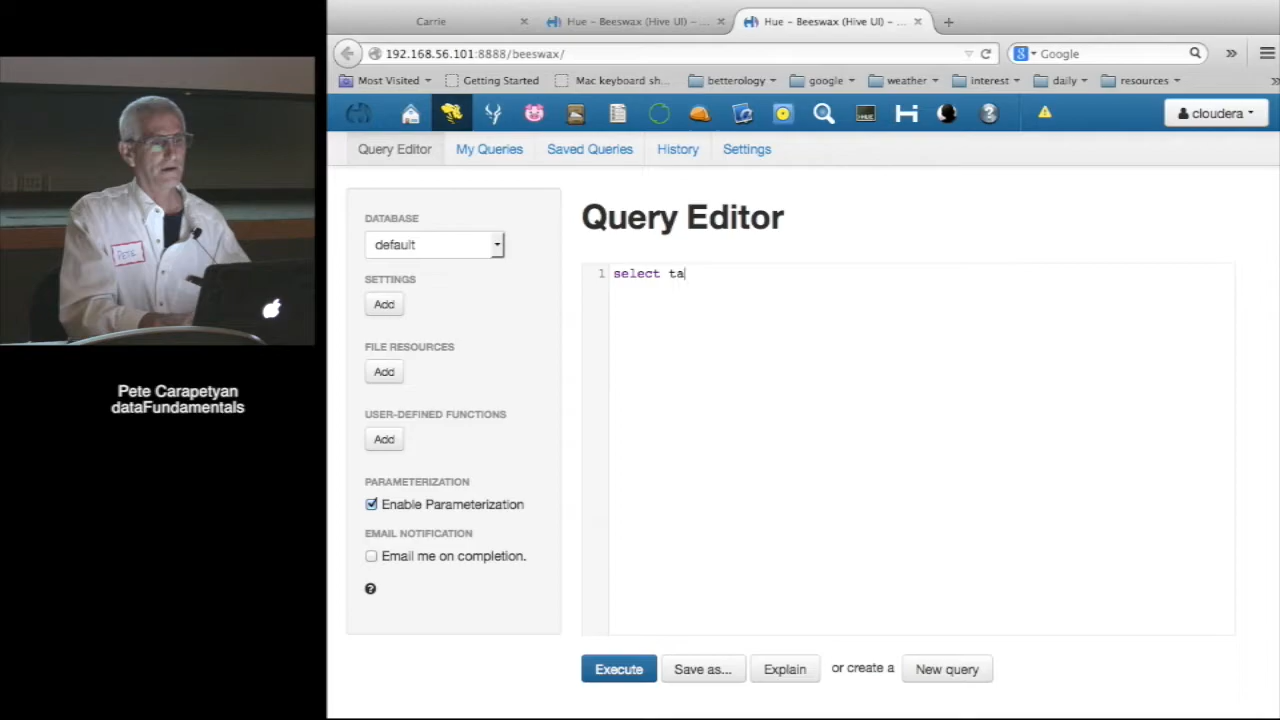 Carrie
Hue - Beeswax (Hive UI) - ...
Hue - Beeswax (Hive UI) - ...
192.168.56.101:8888/beeswax/
Google
Most Visited
Getting Started
Mac keyboard sh...
betterology
google
weather
interest
daily
resources
cloudera
Query Editor
My Queries
Saved Queries
History
Settings
PETE
Pete Carapetyan
dataFundamentals
DATABASE
default
SETTINGS
Add
FILE RESOURCES
Add
USER-DEFINED FUNCTIONS
Add
PARAMETERIZATION
Enable Parameterization
EMAIL NOTIFICATION
Email me on completion.
Query Editor
1 select ta
Execute
Save as...
Explain
or create a
New query